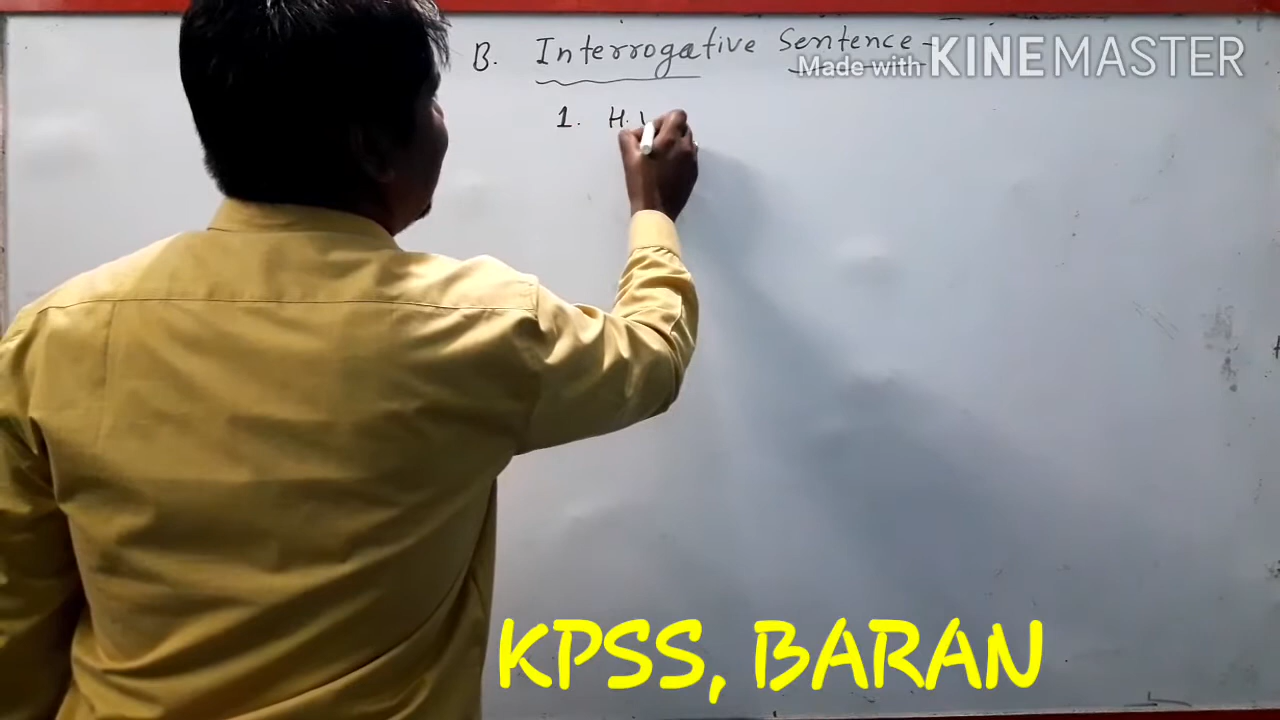 B. Interrogative Sentence -
Made with KINEMASTER
1. H.
KPSS, BARAN